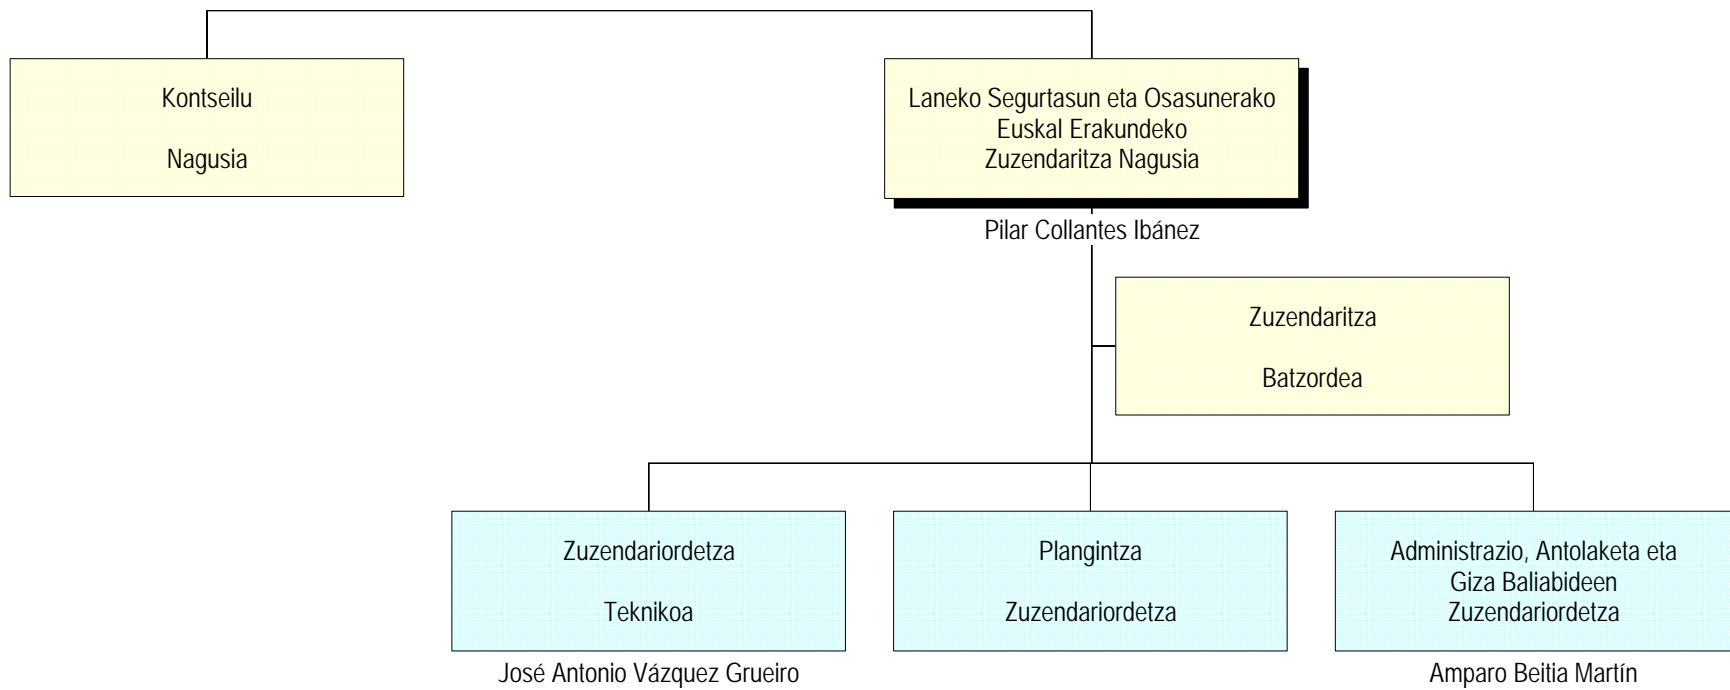 Kontseilu
Nagusia
Laneko Segurtasun eta Osasunerako
Euskal Erakundeko
Zuzendaritza Nagusia
Pilar Collantes Ibánez
Zuzendaritza
Batzordea
Zuzendariordetza
Teknikoa
José Antonio Vázquez Grueiro
Plangintza
Zuzendariordetza
Administrazio, Antolaketa eta
Giza Baliabideen
Zuzendariordetza
Amparo Beitia Martín